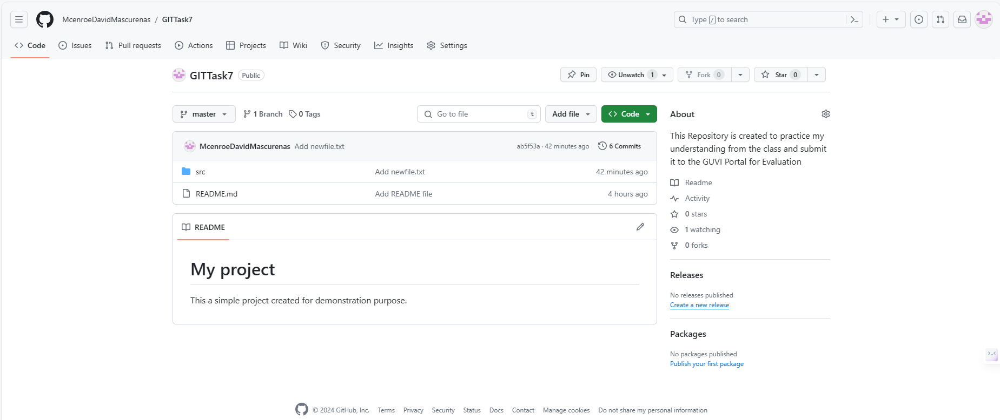 McenroeDavidMascurenas / GITTask7
Type / to search
Code Issues Pull requests Actions Projects Wiki Security Insights Settings
GITTask7 Public
Pin Unwatch 1 Fork 0 Star 0
master 1 Branch 0 Tags
Go to file t Add file Code
McenroeDavidMascurenas Add newfile.txt ab5f53a · 42 minutes ago 6 Commits
src Add newfile.txt 42 minutes ago
README.md Add README file 4 hours ago
README
My project
This a simple project created for demonstration purpose.
About
This Repository is created to practice my
understanding from the class and submit
it to the GUVI Portal for Evaluation
Readme
Activity
0 stars
1 watching
0 forks
Releases
No releases published
Create a new release
Packages
No packages published
Publish your first package
© 2024 GitHub, Inc. Terms Privacy Security Status Docs Contact Manage cookies Do not share my personal information